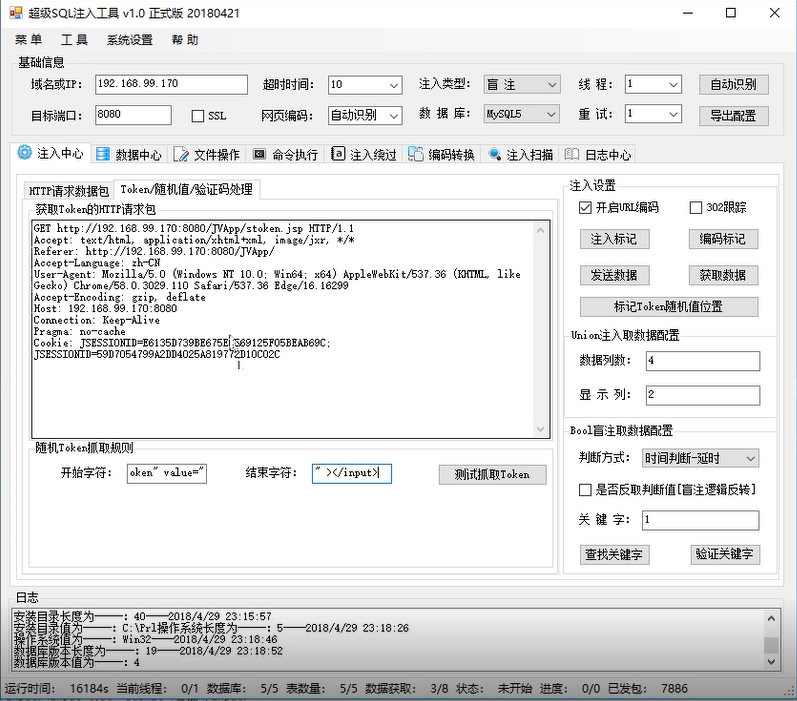 超级SQL注入工具 v1.0 正式版 20180421
菜 单 工 具 系统设置 帮 助
基础信息
域名或IP: 192.168.99.170 超时时间: 10 注入类型: 盲 注 线 程: 1 自动识别
目标端口: 8080 SSL 网页编码: 自动识别 数 据 库: MySQL5 重 试: 1 导出配置
注入中心 数据中心 文件操作 命令执行 注入绕过 编码转换 注入扫描 日志中心
HTTP请求数据包 Token/随机值/验证码处理
获取Token的HTTP请求包
GET http://192.168.99.170:8080/JVApp/stoken.jsp HTTP/1.1
Accept: text/html, application/xhtml+xml, image/jxr, */*
Referer: http://192.168.99.170:8080/JVApp/
Accept-Language: zh-CN
User-Agent: Mozilla/5.0 (Windows NT 10.0; Win64; x64) AppleWebKit/537.36 (KHTML, like
Gecko) Chrome/58.0.3029.110 Safari/537.36 Edge/16.16299
Accept-Encoding: gzip, deflate
Host: 192.168.99.170:8080
Connection: Keep-Alive
Pragma: no-cache
Cookie:
JSESSIONID=59D7054799A2DD4025A819772D10C02C
随机Token抓取规则
开始字符: oken" value=" 结束字符: " ></input> 测试抓取Token
注入设置
开启URL编码 302跟踪
注入标记 编码标记
发送数据 获取数据
标记Token随机值位置
Union注入取数据配置
数据列数: 4
显 示 列: 2
Bool盲注取数据配置
判断方式: 时间判断-延时
是否反取判断值[盲注逻辑反转]
关 键 字: 1
查找关键字 验证关键字
日志
安装目录长度为————: 40————2018/4/29 23:15:57
安装目录值为————: C:\Prl操作系统长度为————: 5————2018/4/29 23:18:26
操作系统值为————: Win32————2018/4/29 23:18:46
数据库版本长度为————: 19————2018/4/29 23:18:52
数据库版本值为————: 4
运行时间: 16184s 当前线程: 0/1 数据库: 5/5 表数量: 5/5 数据获取: 3/8 状态: 未开始 进度: 0/0 已发包: 7886